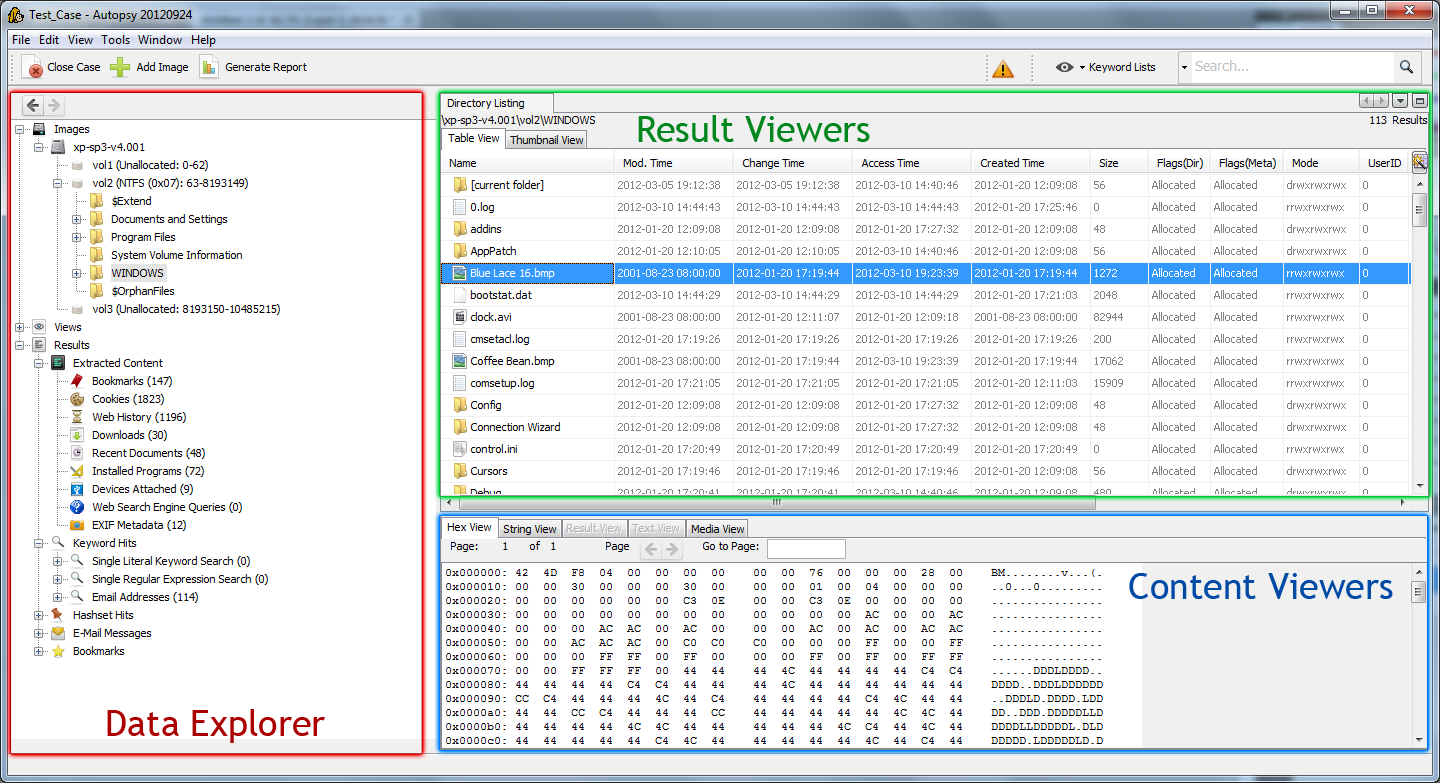 Test_Case - Autopsy 20120924
File Edit View Tools Window Help
Close Case Add Image Generate Report Keyword Lists Search...
Images
xp-sp3-v4.001
vol1 (Unallocated: 0-62)
vol2 (NTFS (0x07): 63-8193149)
$Extend
Documents and Settings
Program Files
System Volume Information
WINDOWS
$OrphanFiles
vol3 (Unallocated: 8193150-10485215)
Views
Results
Extracted Content
Bookmarks (147)
Cookies (1823)
Web History (1196)
Downloads (30)
Recent Documents (48)
Installed Programs (72)
Devices Attached (9)
Web Search Engine Queries (0)
EXIF Metadata (12)
Keyword Hits
Single Literal Keyword Search (0)
Single Regular Expression Search (0)
Email Addresses (114)
Hashset Hits
E-Mail Messages
Bookmarks
Data Explorer
Directory Listing
\xp-sp3-v4.001\vol2\WINDOWS
Result Viewers
113 Results
Table View Thumbnail View
Name Mod. Time Change Time Access Time Created Time Size Flags(Dir) Flags(Meta) Mode UserID
[current folder] 2012-03-05 19:12:38 2012-03-05 19:12:38 2012-03-10 14:40:46 2012-01-20 12:09:08 56 Allocated Allocated drwxrwxrwx 0
0.log 2012-03-10 14:44:43 2012-03-10 14:44:43 2012-03-10 14:44:43 2012-01-20 17:25:46 0 Allocated Allocated rrwxrwxrwx 0
addins 2012-01-20 12:09:08 2012-01-20 12:09:08 2012-01-20 17:27:32 2012-01-20 12:09:08 48 Allocated Allocated drwxrwxrwx 0
AppPatch 2012-01-20 12:10:05 2012-01-20 12:10:05 2012-03-10 14:40:46 2012-01-20 12:09:08 56 Allocated Allocated drwxrwxrwx 0
Blue Lace 16.bmp 2001-08-23 08:00:00 2012-01-20 17:19:44 2012-03-10 19:23:39 2012-01-20 17:19:44 1272 Allocated Allocated rrwxrwxrwx 0
bootstat.dat 2012-03-10 14:44:29 2012-03-10 14:44:29 2012-03-10 14:44:29 2012-01-20 17:21:03 2048 Allocated Allocated rrwxrwxrwx 0
clock.avi 2001-08-23 08:00:00 2012-01-20 12:11:07 2012-01-20 12:09:18 2001-08-23 08:00:00 82944 Allocated Allocated rrwxrwxrwx 0
cmsetacl.log 2012-01-20 17:19:26 2012-01-20 17:19:26 2012-01-20 17:19:26 2012-01-20 17:19:26 200 Allocated Allocated rrwxrwxrwx 0
Coffee Bean.bmp 2001-08-23 08:00:00 2012-01-20 17:19:44 2012-03-10 19:23:39 2012-01-20 17:19:44 17062 Allocated Allocated rrwxrwxrwx 0
comsetup.log 2012-01-20 17:21:05 2012-01-20 17:21:05 2012-01-20 17:21:05 2012-01-20 12:11:03 15909 Allocated Allocated rrwxrwxrwx 0
Config 2012-01-20 12:09:08 2012-01-20 12:09:08 2012-01-20 17:27:32 2012-01-20 12:09:08 48 Allocated Allocated drwxrwxrwx 0
Connection Wizard 2012-01-20 12:09:08 2012-01-20 12:09:08 2012-01-20 17:27:32 2012-01-20 12:09:08 48 Allocated Allocated drwxrwxrwx 0
control.ini 2012-01-20 17:20:49 2012-01-20 17:20:49 2012-01-20 17:20:49 2012-01-20 17:20:49 0 Allocated Allocated rrwxrwxrwx 0
Cursors 2012-01-20 17:19:46 2012-01-20 17:19:46 2012-01-20 17:19:46 2012-01-20 12:09:08 56 Allocated Allocated drwxrwxrwx 0
Debug 2012-01-20 17:20:41 2012-01-20 17:20:41 2012-03-10 14:40:46 2012-01-20 12:09:08 480 Allocated Allocated drwxrwxrwx 0
Hex View String View Result View Text View Media View
Page: 1 of 1 Page Go to Page:
Content Viewers
0x000000: 42 4D F8 04 00 00 00 00 00 00 76 00 00 00 28 00 BM........v...(.
0x000010: 00 00 30 00 00 00 30 00 00 00 01 00 04 00 00 00 ..0...0.........
0x000020: 00 00 00 00 00 00 C3 0E 00 00 C3 0E 00 00 00 00 ................
0x000030: 00 00 00 00 00 00 00 00 00 00 00 00 AC 00 00 AC ................
0x000040: 00 00 AC AC 00 AC 00 00 00 00 AC 00 AC 00 AC AC ................
0x000050: 00 00 AC AC AC 00 C0 C0 C0 00 00 00 FF 00 00 FF ................
0x000060: 00 00 00 FF FF 00 FF 00 00 00 FF 00 FF 00 FF FF ................
0x000070: 00 00 FF FF FF 00 44 44 44 4C 44 44 44 44 C4 C4 ......DDDLDDDD..
0x000080: 44 44 44 C4 C4 44 44 44 4C 44 44 44 44 44 44 44 DDDD..DDDLDDDDDD
0x000090: CC C4 44 44 4C 44 C4 44 44 44 44 C4 4C 44 44 ..DDDLD.DDDD.LDD
0x0000a0: 44 44 CC C4 44 44 44 CC 44 44 44 C4 44 4C 4C 44 DD..DDD.DDDDDLLD
0x0000b0: 44 44 44 44 44 44 44 44 44 44 4C 4C C4 44 4C 44 DDDDDDDDDDLL.DLD
0x0000c0: 44 44 44 44 44 C4 4C 44 44 44 44 44 4C 44 C4 44 DDDDD.LDDDDDLD.D